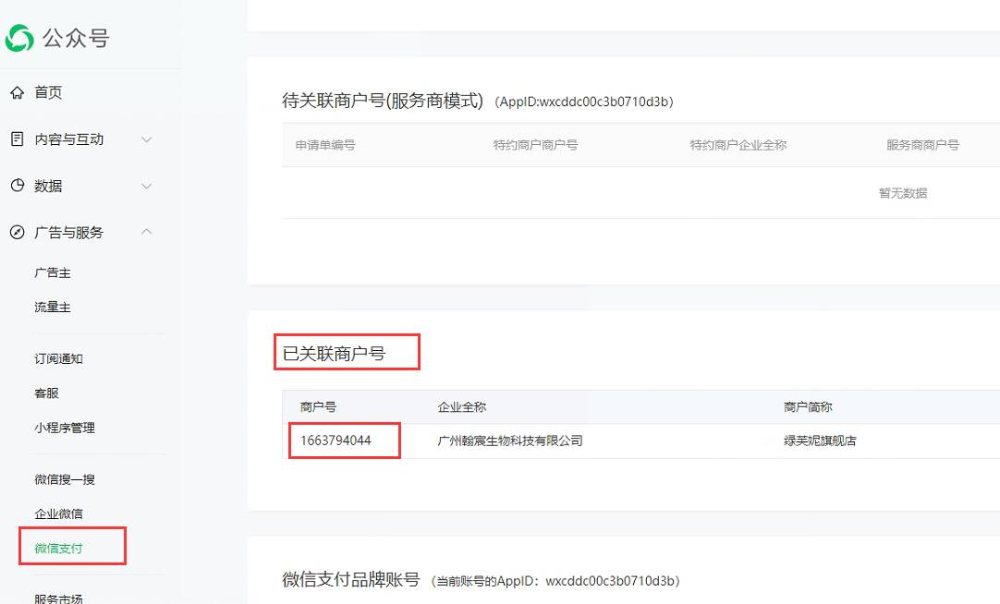 公众号
首页
内容与互动
数据
广告与服务
广告主
流量主
订阅通知
客服
小程序管理
微信搜一搜
企业微信
微信支付
服务市场
待关联商户号(服务商模式) (AppID:wxcddc00c3b0710d3b)
申请单编号 特约商户商户号 特约商户企业全称 服务商商户号
暂无数据
已关联商户号
商户号 企业全称 商户简称
1663794044 广州翰宸生物科技有限公司 绿芙妮旗舰店
微信支付品牌账号 (当前账号的AppID: wxcddc00c3b0710d3b)